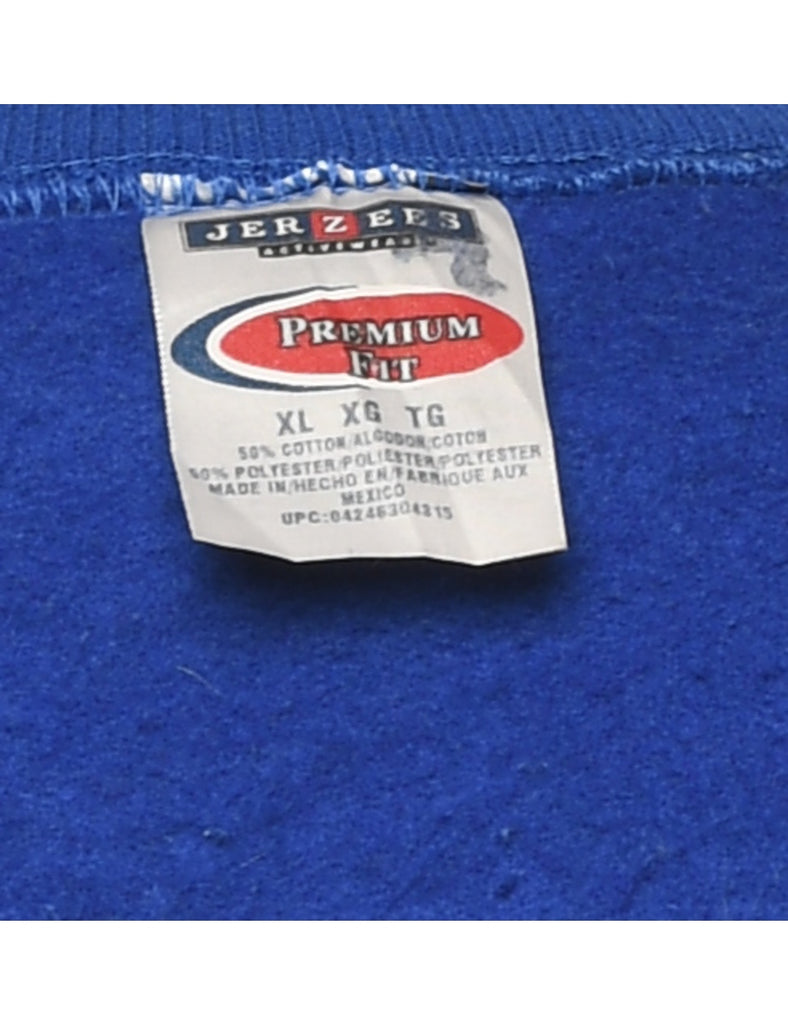 JERZEES
ACTIVEWEAR
PREMIUM
FIT
XL XG TG
50% COTTON/ALGODON/COTON
50% POLYESTER/POLIESTER/POLYESTER
MADE IN/HECHO EN/FABRIQUE AUX
MEXICO
UPC: